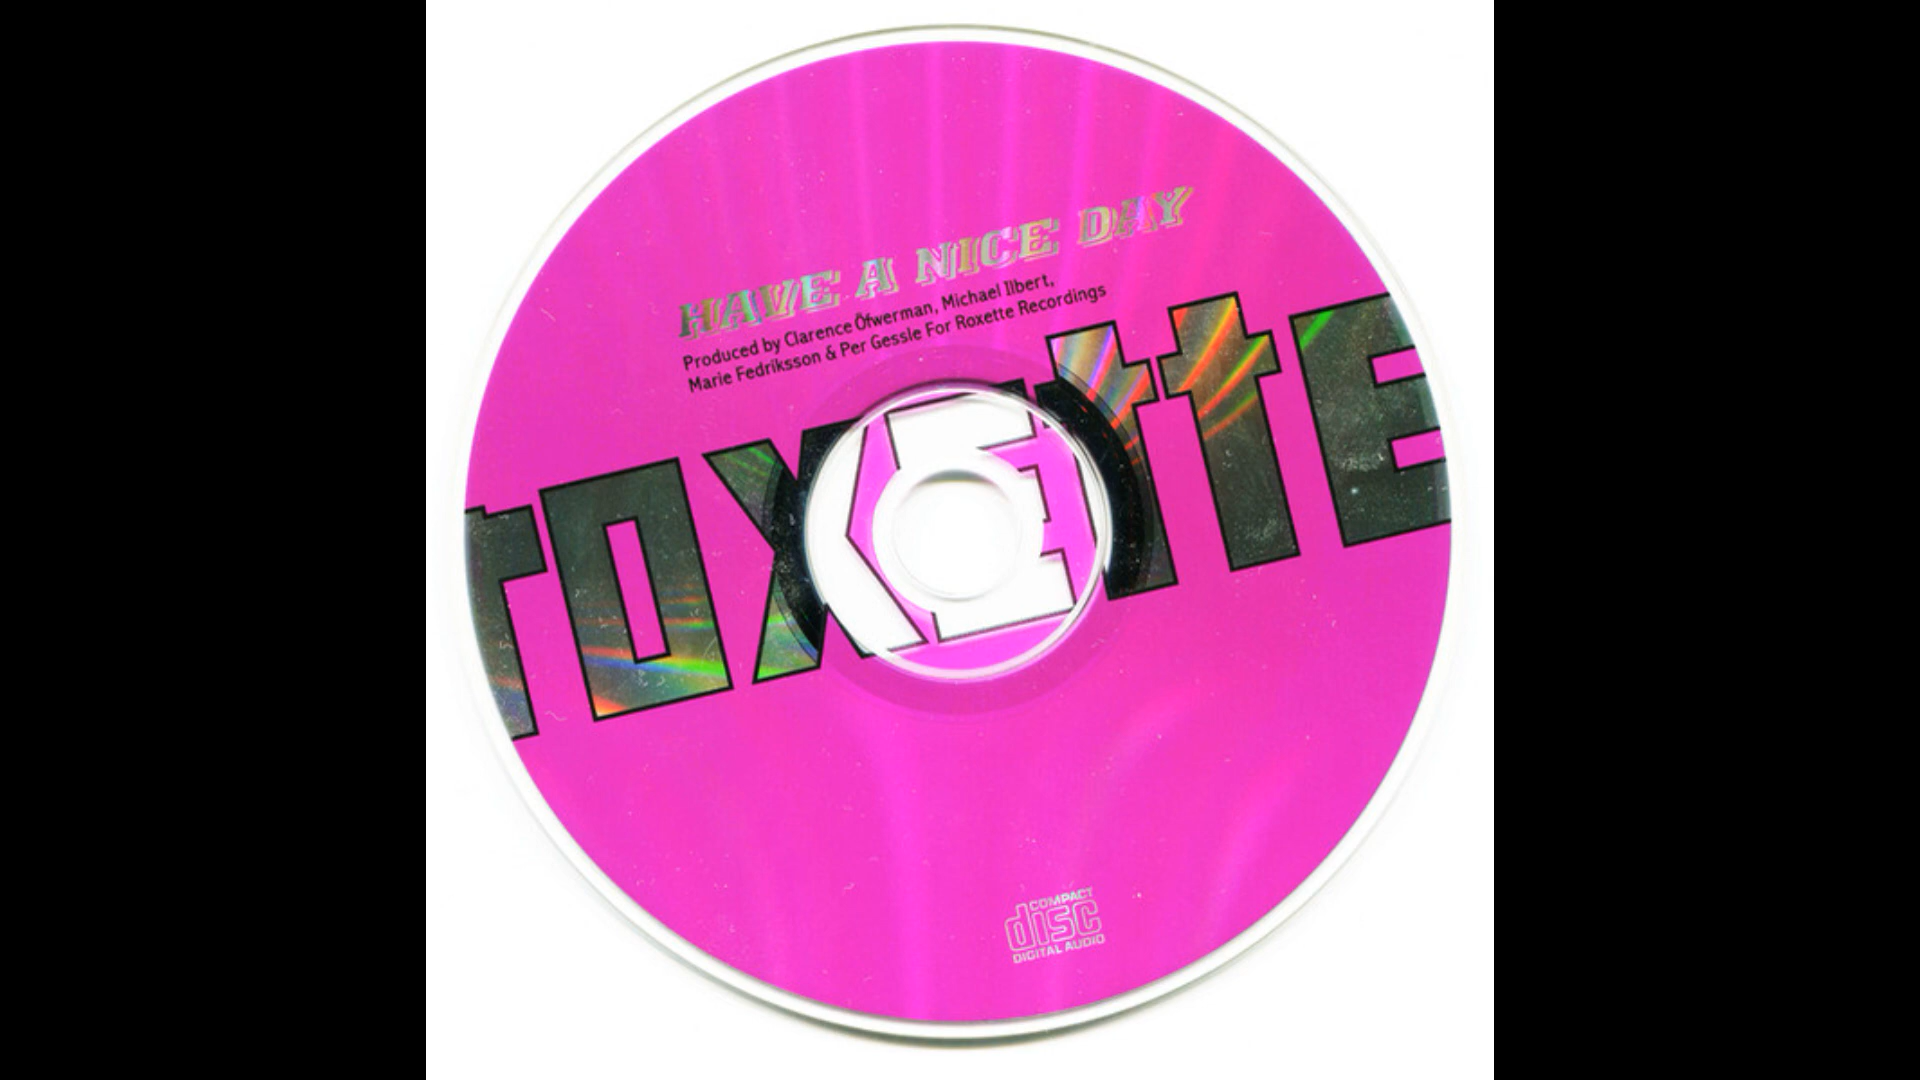 HAVE A NICE DAY
Produced by Clarence Öfwerman, Michael Ilbert,
Marie Fedriksson & Per Gessle For Roxette Recordings
roxette
COMPACT
disc
DIGITAL AUDIO